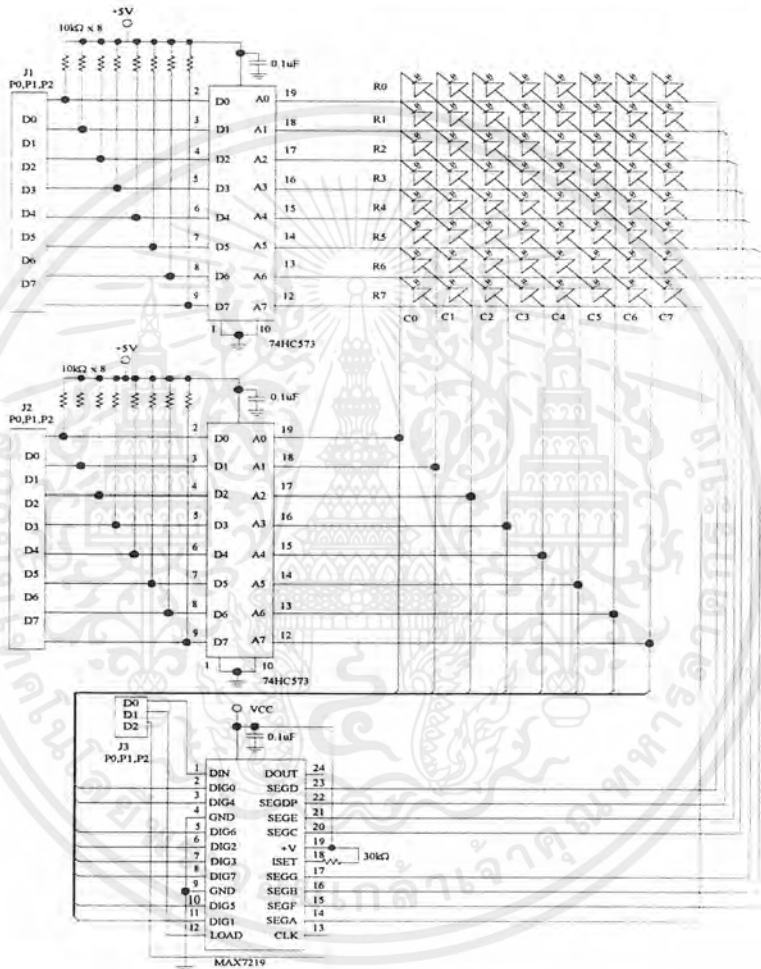 +5V
10kΩ x 8
0.1uF
J1
P0,P1,P2
D0
D1
D2
D3
D4
D5
D6
D7
2 D0 A0 19
3 D1 A1 18
4 D2 A2 17
5 D3 A3 16
6 D4 A4 15
7 D5 A5 14
8 D6 A6 13
9 D7 A7 12
1 10
74HC573
R0
R1
R2
R3
R4
R5
R6
R7
C0 C1 C2 C3 C4 C5 C6 C7
+5V
10kΩ x 8
0.1uF
J2
P0,P1,P2
D0
D1
D2
D3
D4
D5
D6
D7
2 D0 A0 19
3 D1 A1 18
4 D2 A2 17
5 D3 A3 16
6 D4 A4 15
7 D5 A5 14
8 D6 A6 13
9 D7 A7 12
1 10
74HC573
D0
D1
D2
J3
P0,P1,P2
VCC
0.1uF
1 DIN DOUT 24
2 DIG0 SEGD 23
3 DIG4 SEGDP 22
4 GND SEGE 21
5 DIG6 SEGC 20
6 DIG2 +V 19
7 DIG3 ISET 18
30kΩ
8 DIG7 SEGG 17
9 GND SEGB 16
10 DIG5 SEGF 15
11 DIG1 SEGA 14
12 LOAD CLK 13
MAX7219